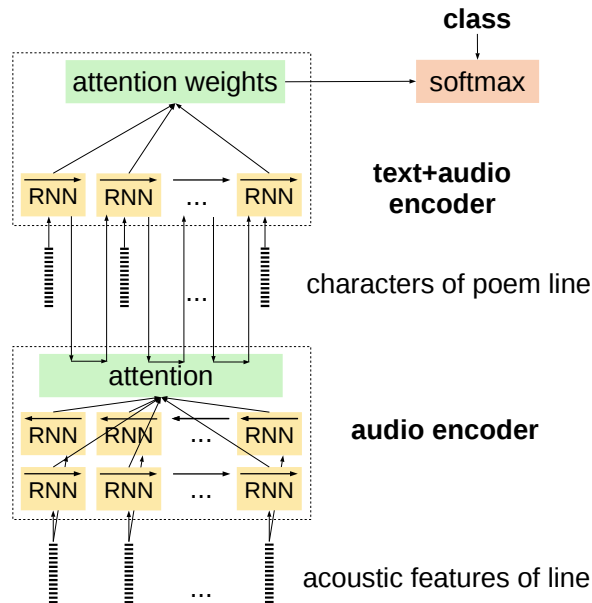 class
attention weights
softmax
RNN RNN ... RNN
text+audio
encoder
characters of poem line
...
attention
RNN RNN ... RNN
audio encoder
RNN RNN ... RNN
acoustic features of line
...